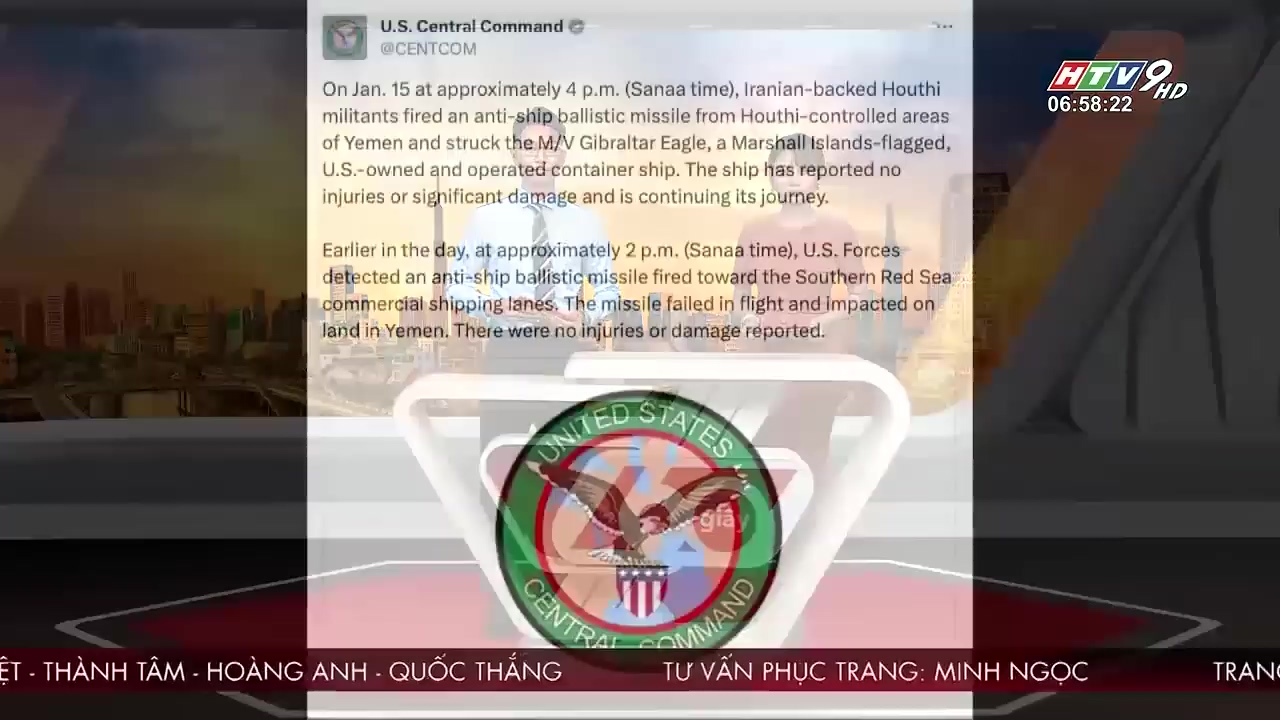 U.S. Central Command
@CENTCOM
HTV9 HD
06:58:22
On Jan. 15 at approximately 4 p.m. (Sanaa time), Iranian-backed Houthi
militants fired an anti-ship ballistic missile from Houthi-controlled areas
of Yemen and struck the M/V Gibraltar Eagle, a Marshall Islands-flagged,
U.S.-owned and operated container ship. The ship has reported no
injuries or significant damage and is continuing its journey.
Earlier in the day, at approximately 2 p.m. (Sanaa time), U.S. Forces
detected an anti-ship ballistic missile fired toward the Southern Red Sea
commercial shipping lanes. The missile failed in flight and impacted on
land in Yemen. There were no injuries or damage reported.
UNITED STATES
giây
CENTRAL COMMAND
ỆT - THÀNH TÂM - HOÀNG ANH - QUỐC THẮNG TƯ VẤN PHỤC TRANG: MINH NGỌC TRANG